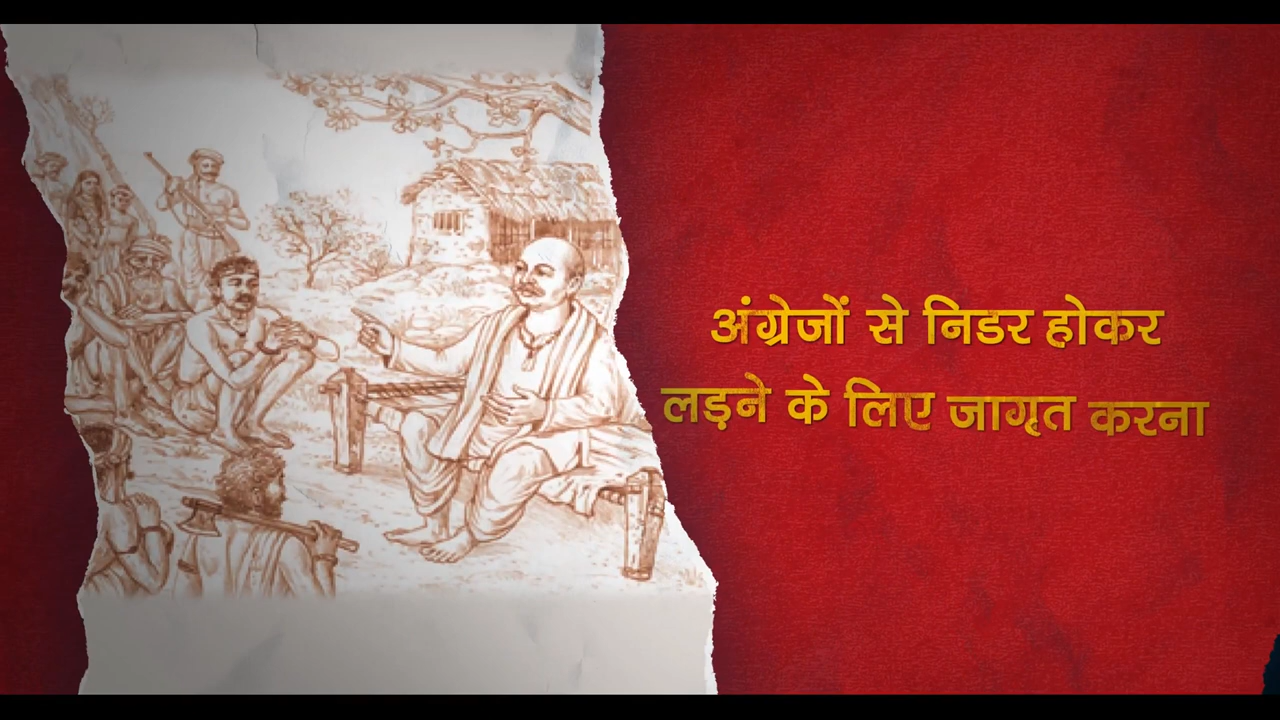 अंग्रेजों से निडर होकर
लड़ने के लिए जागृत करना